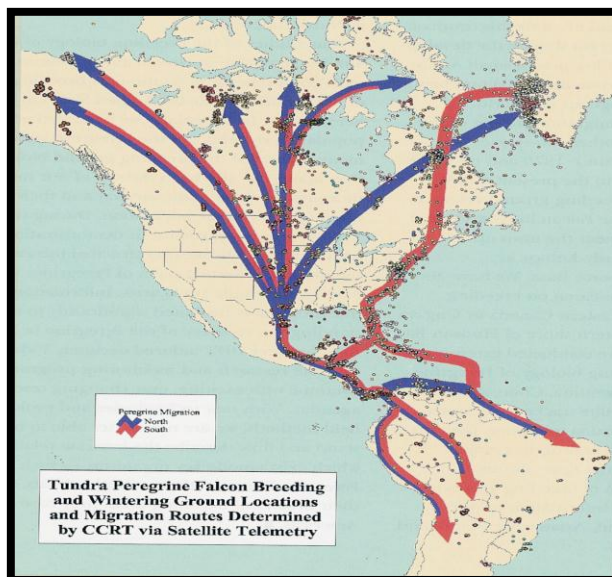 Peregrine Migration
North
South
Tundra Peregrine Falcon Breeding
and Wintering Ground Locations
and Migration Routes Determined
by CCRT via Satellite Telemetry